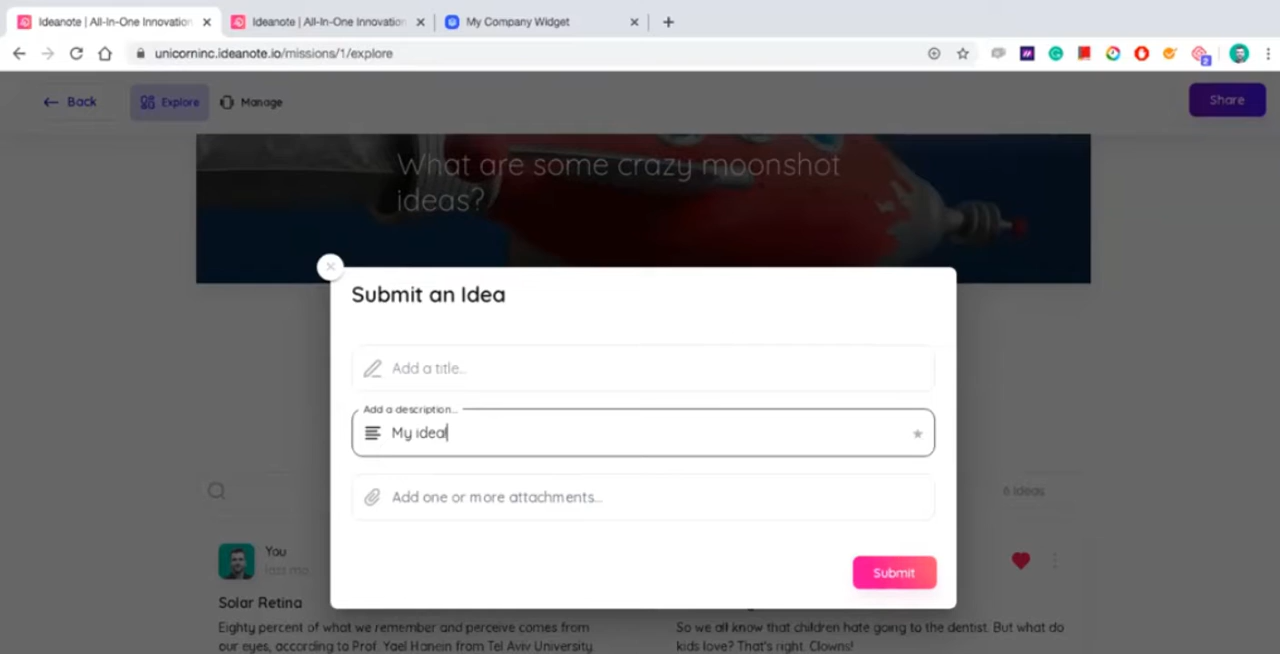 Ideanote | All-In-One Innovation
Ideanote | All-In-One Innovation
My Company Widget
unicorninc.ideanote.io/missions/1/explore
2
Back
Explore
Manage
Share
What are some crazy moonshot
ideas?
Submit an Idea
Add a title...
Add a description...
My idea
Add one or more attachments...
6 Ideas
Submit
You
last mo
Solar Retina
Eighty percent of what we remember and perceive comes from
our eyes, according to Prof. Yael Hanein from Tel Aviv University.
So we all know that children hate going to the dentist. But what do
kids love? That's right. Clowns!